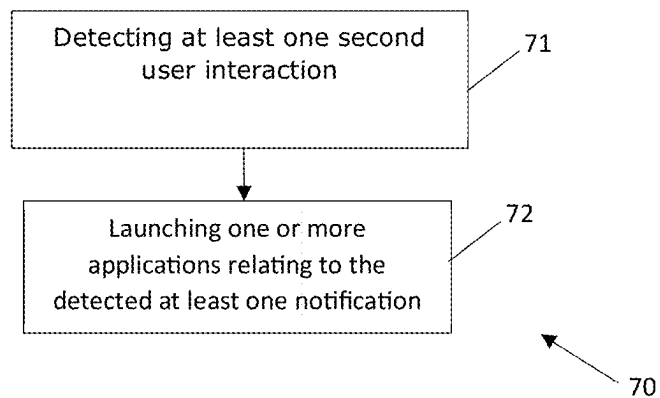 Detecting at least one second
user interaction
71
Launching one or more
applications relating to the
detected at least one notification
72
70